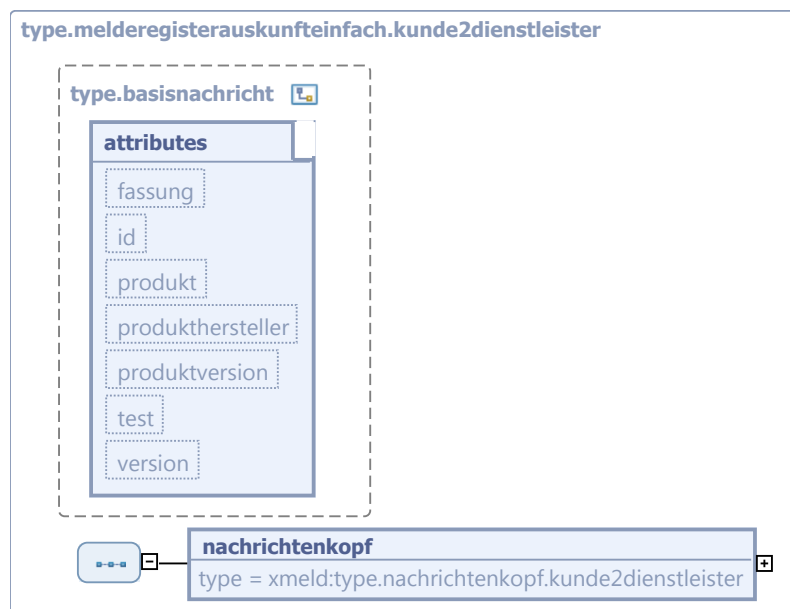 type.melderegisterauskunfteinfach.kunde2dienstleister
type.basisnachricht
attributes
fassung
id
produkt
produkthersteller
produktversion
test
version
nachrichtenkopf
type = xmeld:type.nachrichtenkopf.kunde2dienstleister